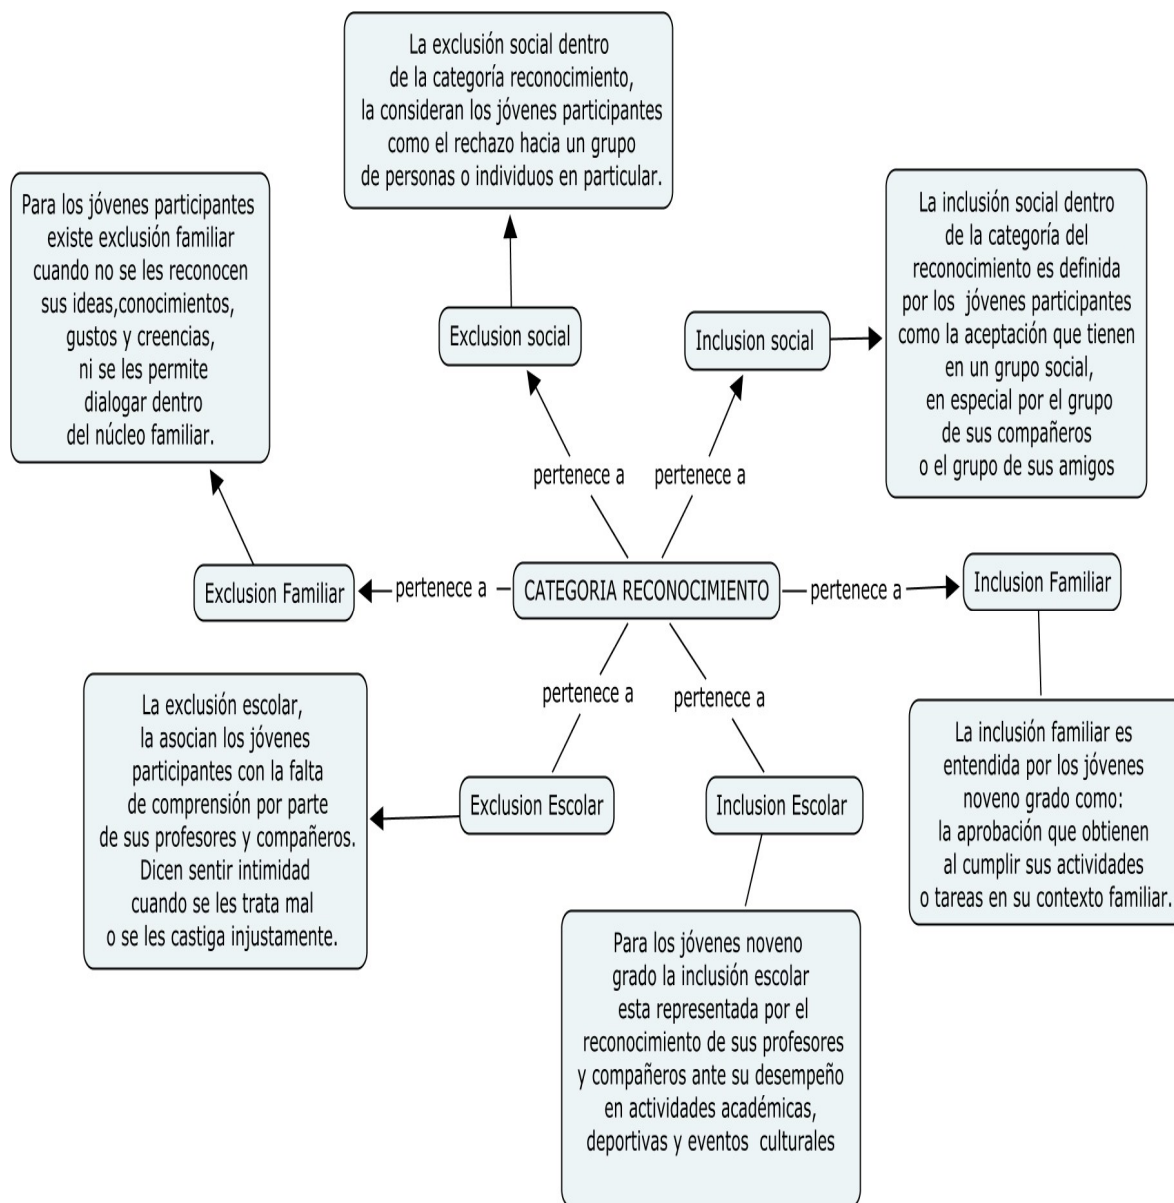 La exclusión social dentro
de la categoría reconocimiento,
la consideran los jóvenes participantes
como el rechazo hacia un grupo
de personas o individuos en particular.
Para los jóvenes participantes
existe exclusión familiar
cuando no se les reconocen
sus ideas,conocimientos,
gustos y creencias,
ni se les permite
dialogar dentro
del núcleo familiar.
La inclusión social dentro
de la categoría del
reconocimiento es definida
por los jóvenes participantes
como la aceptación que tienen
en un grupo social,
en especial por el grupo
de sus compañeros
o el grupo de sus amigos
Exclusion social
Inclusion social
pertenece a
pertenece a
Exclusion Familiar
pertenece a
CATEGORIA RECONOCIMIENTO
pertenece a
Inclusion Familiar
pertenece a
pertenece a
La exclusión escolar,
la asocian los jóvenes
participantes con la falta
de comprensión por parte
de sus profesores y compañeros.
Dicen sentir intimidad
cuando se les trata mal
o se les castiga injustamente.
Exclusion Escolar
Inclusion Escolar
La inclusión familiar es
entendida por los jóvenes
noveno grado como:
la aprobación que obtienen
al cumplir sus actividades
o tareas en su contexto familiar.
Para los jóvenes noveno
grado la inclusión escolar
esta representada por el
reconocimiento de sus profesores
y compañeros ante su desempeño
en actividades académicas,
deportivas y eventos culturales